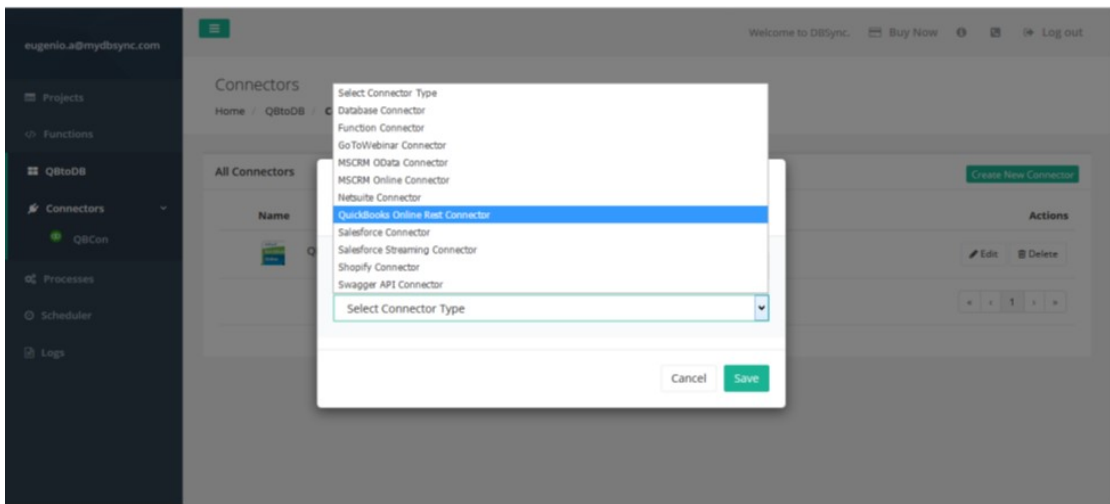 eugenio.a@mydbsync.com
Welcome to DBSync. Buy Now Log out
Projects
Functions
QBtoDB
Connectors
QBCon
Processes
Scheduler
Logs
Connectors
Home / QBtoDB / C
All Connectors
Create New Connector
Name
Actions
Q
Edit Delete
« ‹ 1 › »
Select Connector Type
Database Connector
Function Connector
GoToWebinar Connector
MSCRM OData Connector
MSCRM Online Connector
Netsuite Connector
QuickBooks Online Rest Connector
Salesforce Connector
Salesforce Streaming Connector
Shopify Connector
Swagger API Connector
Select Connector Type
Cancel Save